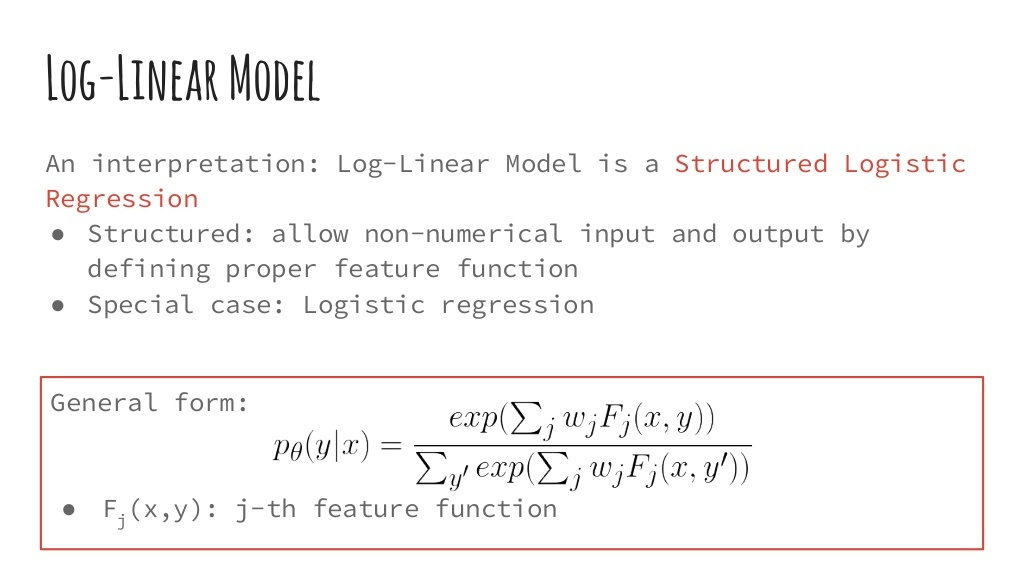 Log-Linear Model
An interpretation: Log-Linear Model is a Structured Logistic
Regression
● Structured: allow non-numerical input and output by
defining proper feature function
● Special case: Logistic regression
General form:
p_θ(y|x) = \frac{exp(∑_j w_j F_j(x, y))}{∑_{y′} exp(∑_j w_j F_j(x, y′))}
● F_j(x,y): j-th feature function